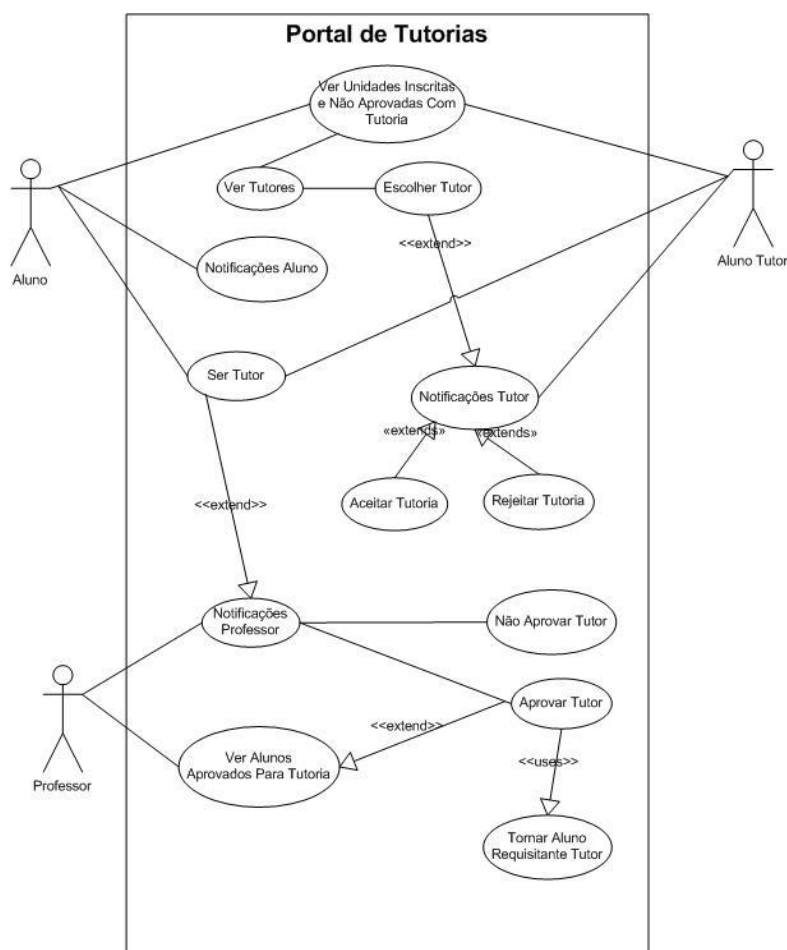 Portal de Tutorias
Ver Unidades Inscritas
e Não Aprovadas Com
Tutoria
Ver Tutores
Escolher Tutor
<<extend>>
Aluno
Aluno Tutor
Notificações Aluno
Ser Tutor
Notificações Tutor
«extends»
«extends»
Aceitar Tutoria
Rejeitar Tutoria
<<extend>>
Notificações
Professor
Não Aprovar Tutor
Aprovar Tutor
<<extend>>
Ver Alunos
Aprovados Para Tutoria
<<uses>>
Professor
Tornar Aluno
Requisitante Tutor